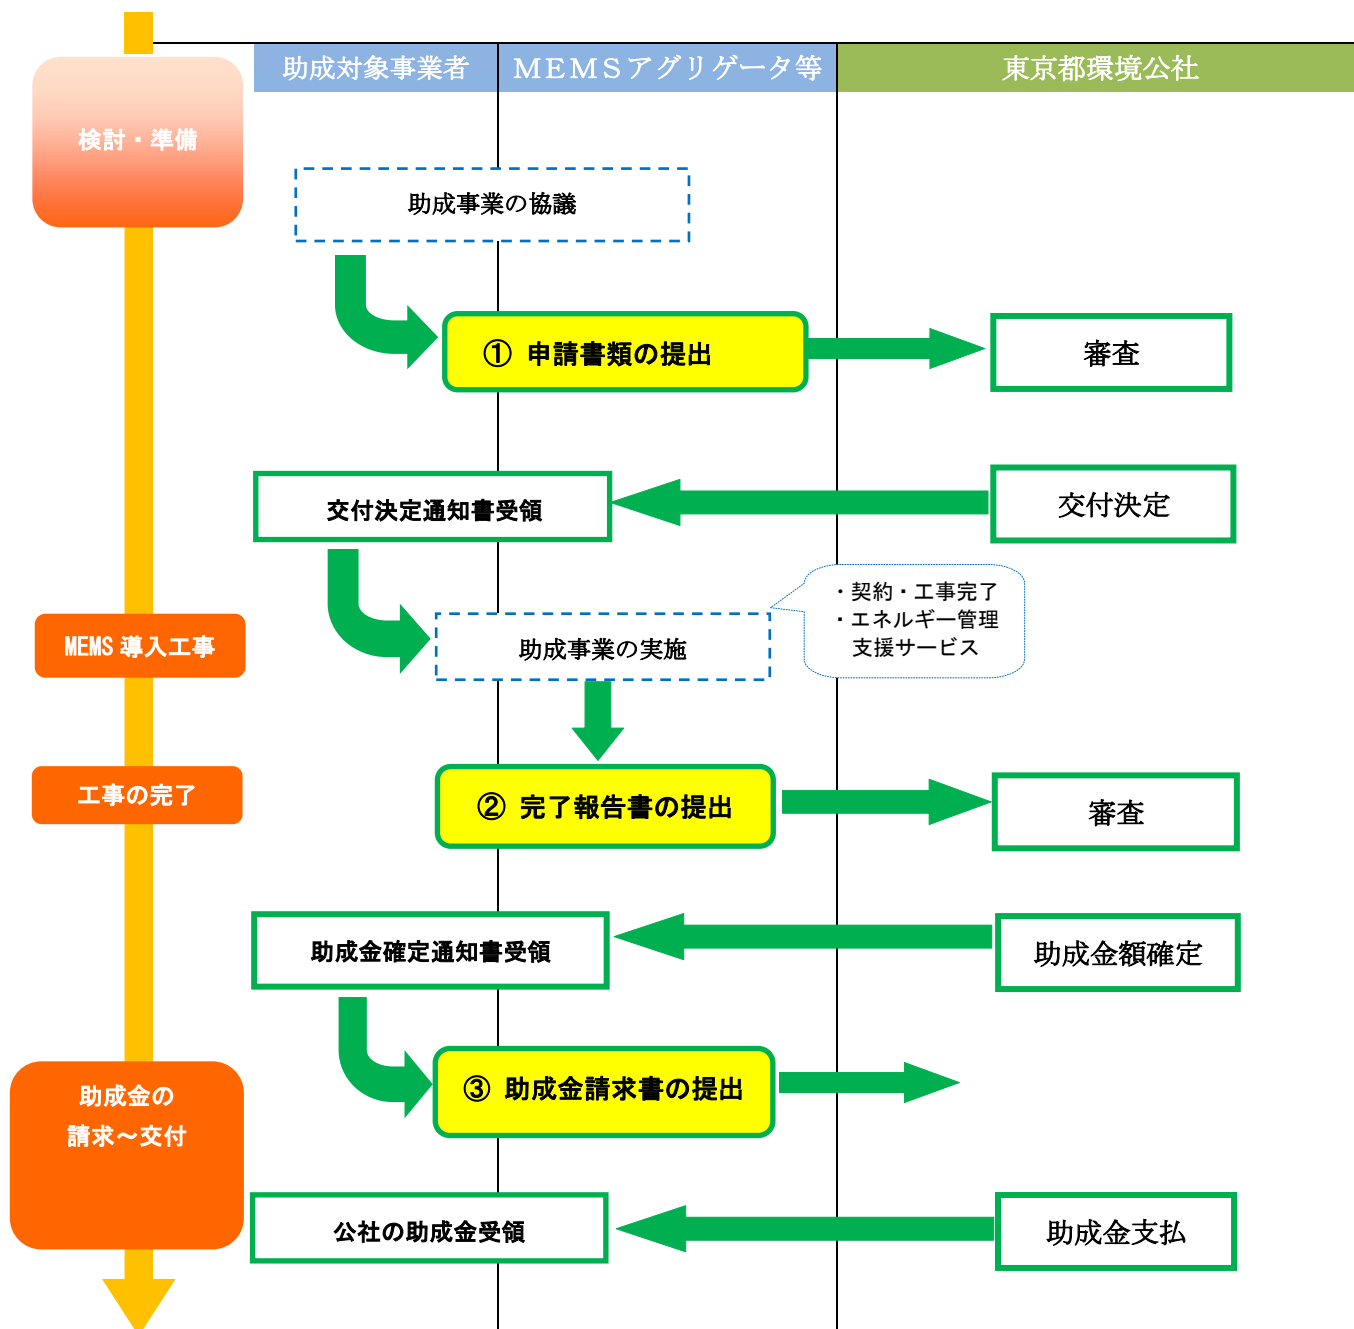 助成対象事業者
ＭＥＭＳアグリゲータ等
東京都環境公社
検討・準備
助成事業の協議
① 申請書類の提出
審査
交付決定通知書受領
交付決定
・契約・工事完了
・エネルギー管理
支援サービス
MEMS 導入工事
助成事業の実施
工事の完了
② 完了報告書の提出
審査
助成金確定通知書受領
助成金額確定
助成金の
請求～交付
③ 助成金請求書の提出
公社の助成金受領
助成金支払